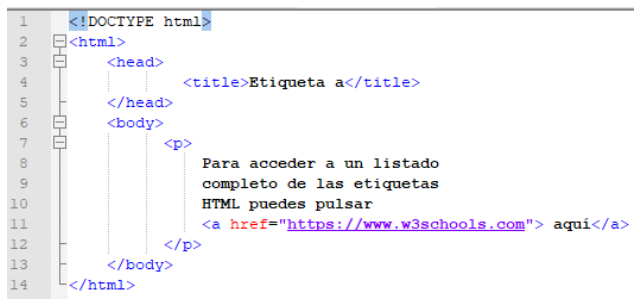 1 <!DOCTYPE html>
2 <html>
3 <head>
4 <title>Etiqueta a</title>
5 </head>
6 <body>
7 <p>
8 Para acceder a un listado
9 completo de las etiquetas
10 HTML puedes pulsar
11 <a href="https://www.w3schools.com"> aquí</a>
12 </p>
13 </body>
14 </html>